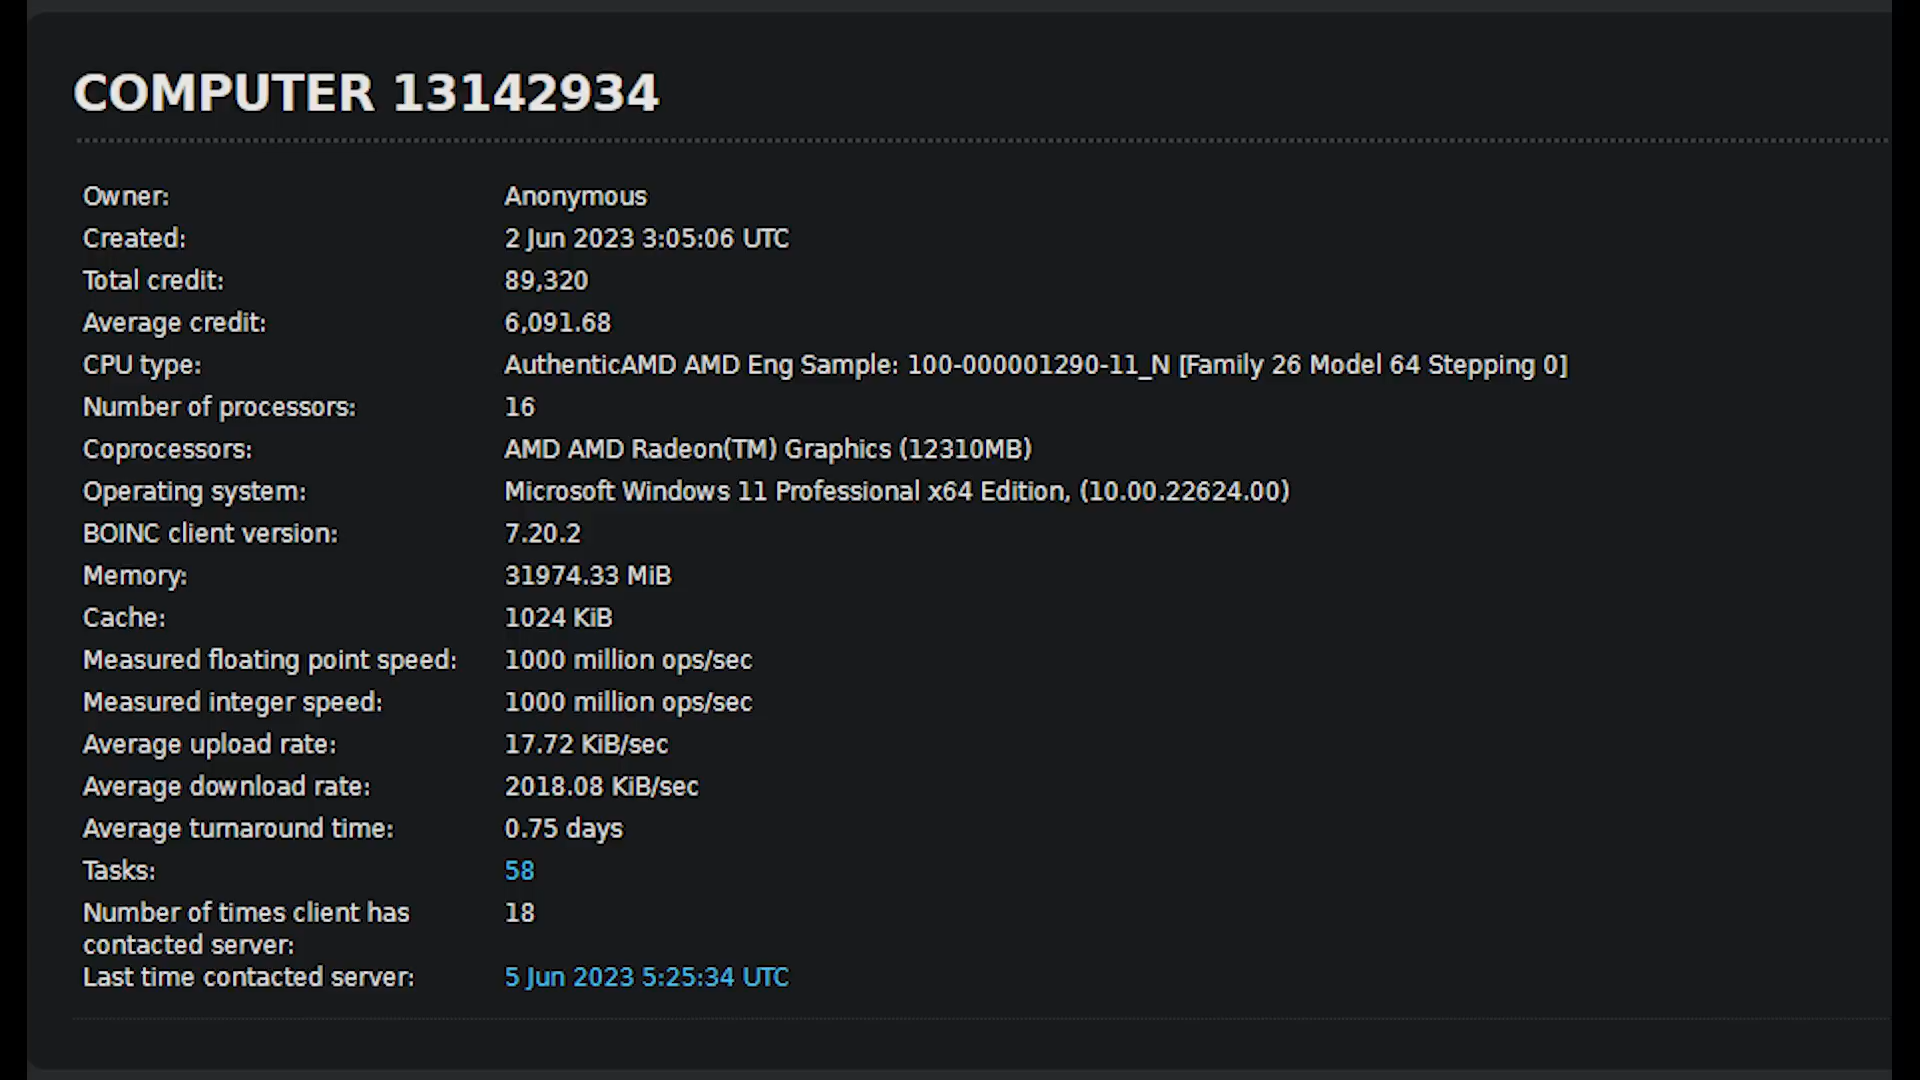 COMPUTER 13142934
Owner: Anonymous
Created: 2 Jun 2023 3:05:06 UTC
Total credit: 89,320
Average credit: 6,091.68
CPU type: AuthenticAMD AMD Eng Sample: 100-000001290-11_N [Family 26 Model 64 Stepping 0]
Number of processors: 16
Coprocessors: AMD AMD Radeon(TM) Graphics (12310MB)
Operating system: Microsoft Windows 11 Professional x64 Edition, (10.00.22624.00)
BOINC client version: 7.20.2
Memory: 31974.33 MiB
Cache: 1024 KiB
Measured floating point speed: 1000 million ops/sec
Measured integer speed: 1000 million ops/sec
Average upload rate: 17.72 KiB/sec
Average download rate: 2018.08 KiB/sec
Average turnaround time: 0.75 days
Tasks: 58
Number of times client has 18
contacted server:
Last time contacted server: 5 Jun 2023 5:25:34 UTC